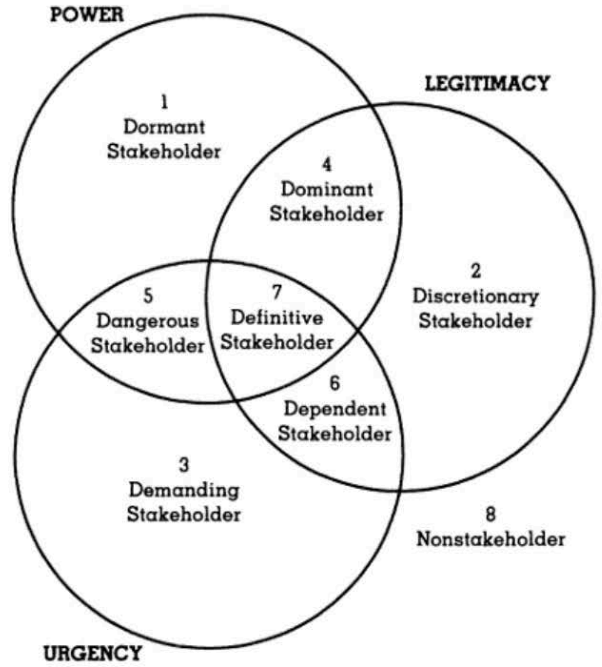 POWER
LEGITIMACY
1
Dormant
Stakeholder
4
Dominant
Stakeholder
2
Discretionary
Stakeholder
5
Dangerous
Stakeholder
7
Definitive
Stakeholder
6
Dependent
Stakeholder
3
Demanding
Stakeholder
8
Nonstakeholder
URGENCY